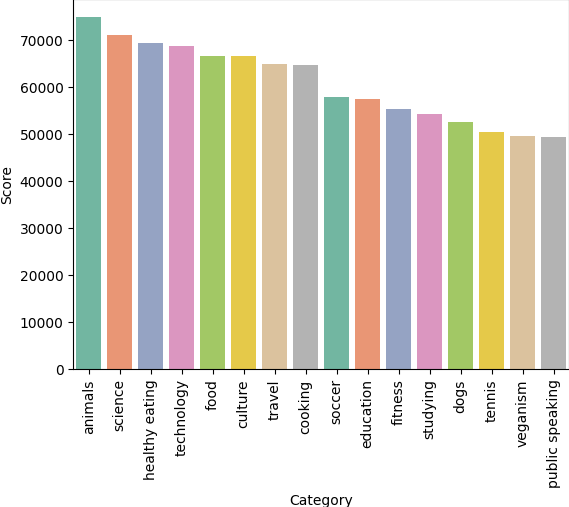 70000
60000
50000
40000
30000
20000
10000
0
Score
animals
science
healthy eating
technology
food
culture
travel
cooking
soccer
education
fitness
studying
dogs
tennis
veganism
public speaking
Category